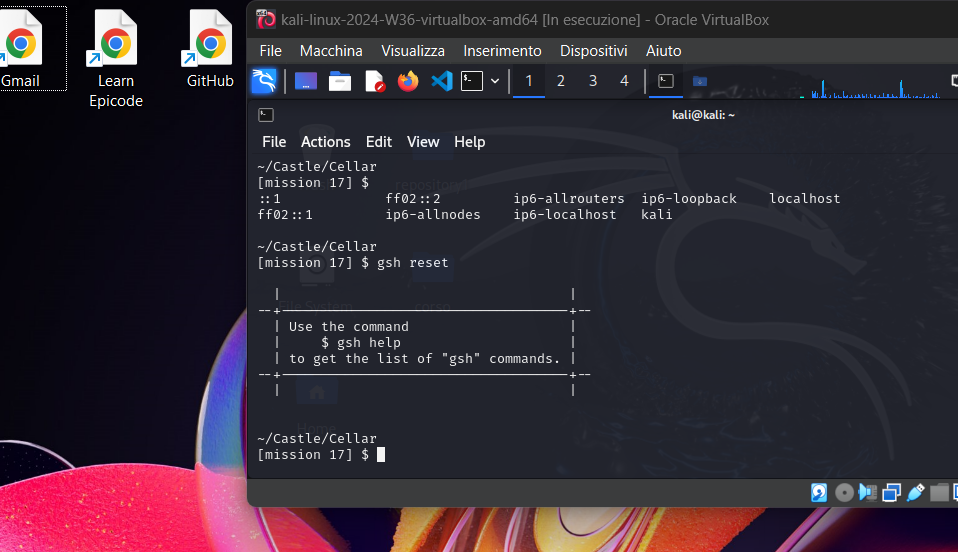 Gmail
Learn
Epicode
GitHub
kali-linux-2024-W36-virtualbox-amd64 [In esecuzione] - Oracle VirtualBox
File Macchina Visualizza Inserimento Dispositivi Aiuto
1 2 3 4
kali@kali: ~
File Actions Edit View Help
~/Castle/Cellar
[mission 17] $
::1 ff02::2 ip6-allrouters ip6-loopback localhost
ff02::1 ip6-allnodes ip6-localhost kali
~/Castle/Cellar
[mission 17] $ gsh reset
File System
Use the command
$ gsh help
to get the list of "gsh" commands.
Home
~/Castle/Cellar
[mission 17] $